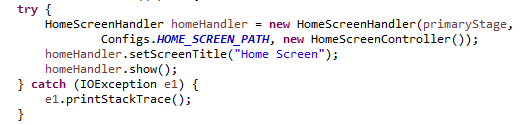 try {
    HomeScreenHandler homeHandler = new HomeScreenHandler(primaryStage,
            Configs.HOME_SCREEN_PATH, new HomeScreenController());
    homeHandler.setScreenTitle("Home Screen");
    homeHandler.show();
} catch (IOException e1) {
    e1.printStackTrace();
}